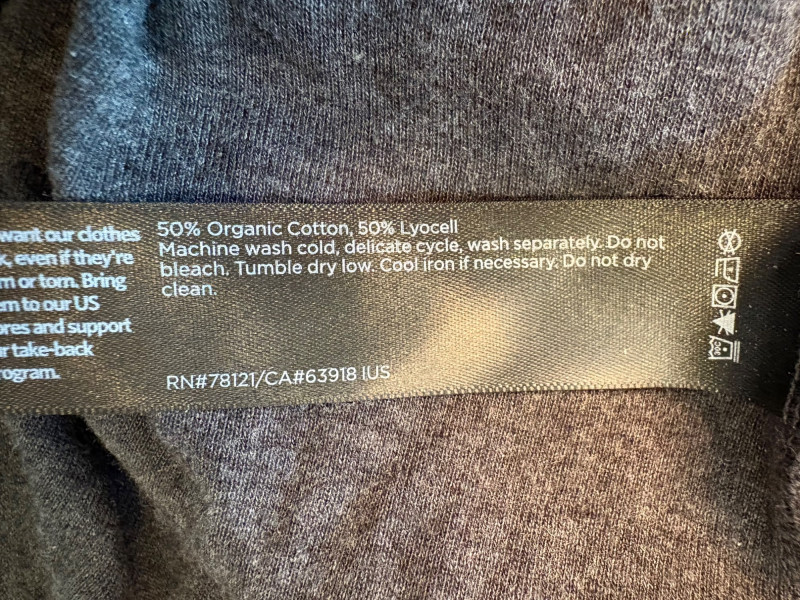 want our clothes
even if they're
or torn. Bring
to our US
and support
take-back
50% Organic Cotton, 50% Lyocell
Machine wash cold, delicate cycle, wash separately. Do not
bleach. Tumble dry low. Cool iron if necessary. Do not dry
clean.
RN#78121/CA#63918 IUS
30C